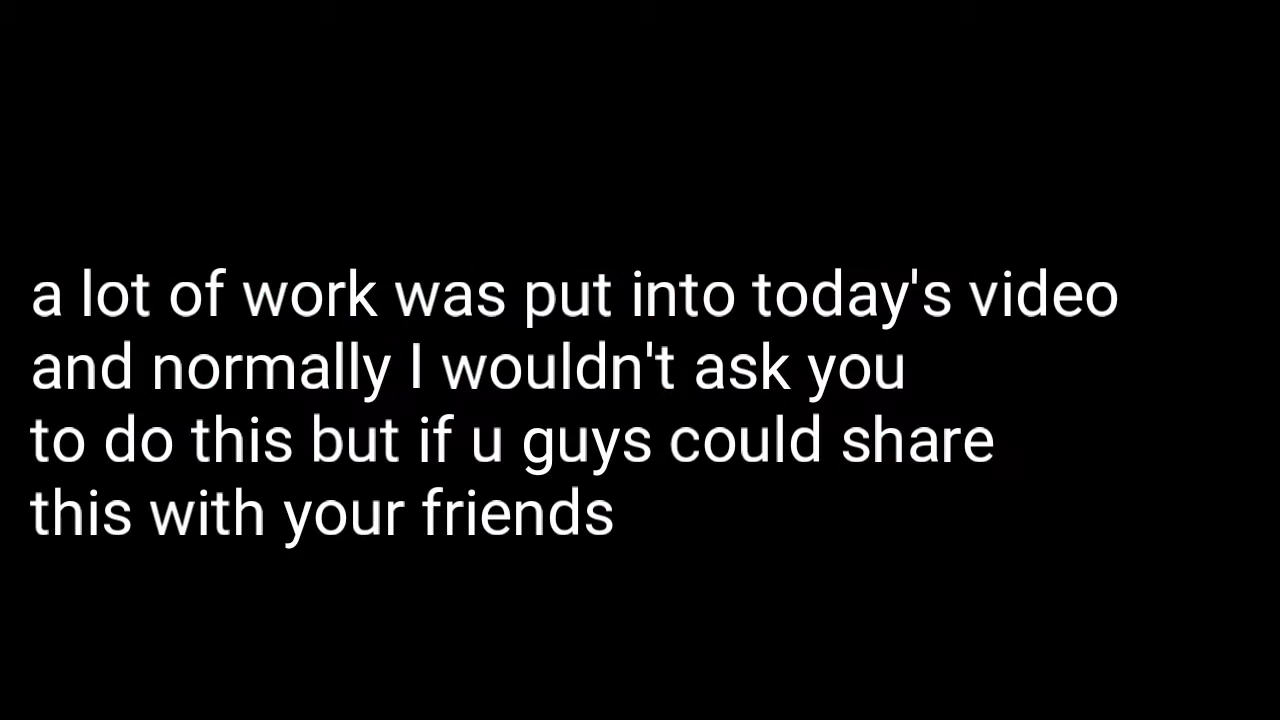 a lot of work was put into today's video
and normally I wouldn't ask you
to do this but if u guys could share
this with your friends